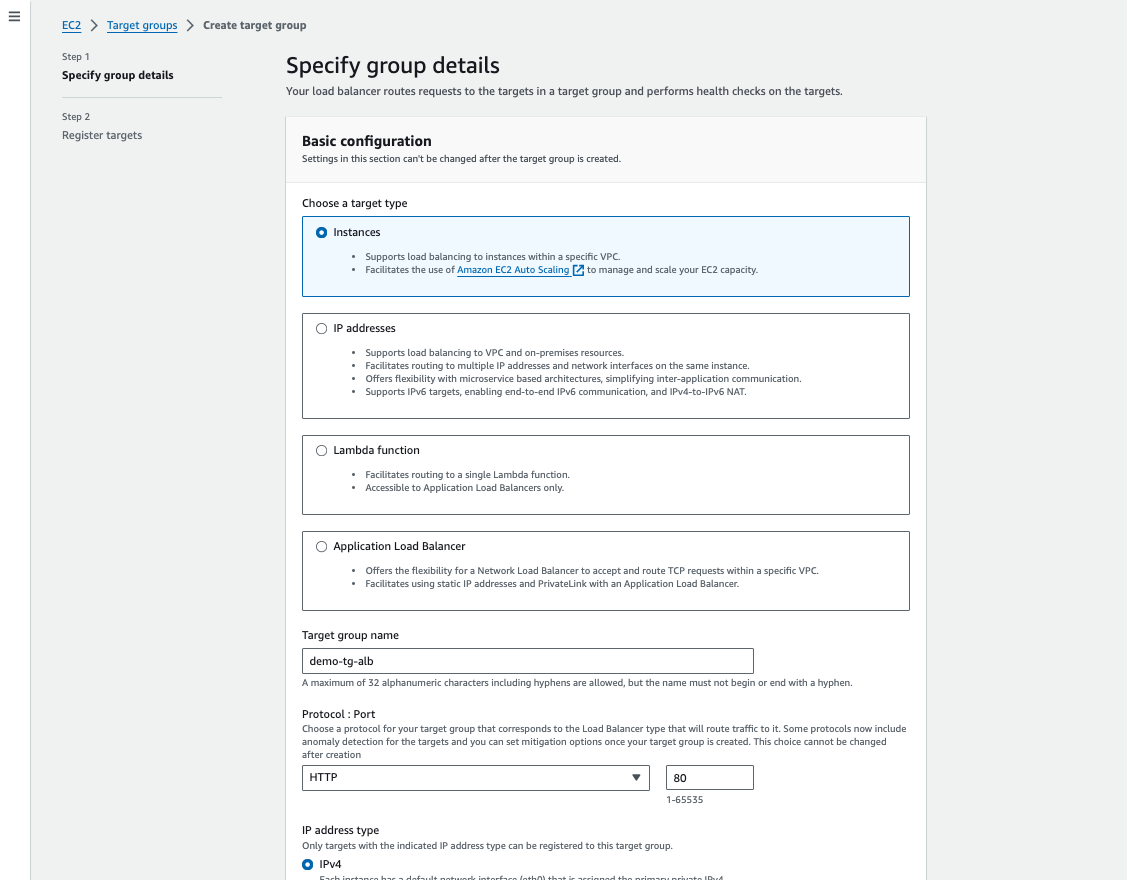 EC2 > Target groups > Create target group
Step 1
Specify group details
Step 2
Register targets
Specify group details
Your load balancer routes requests to the targets in a target group and performs health checks on the targets.
Basic configuration
Settings in this section can't be changed after the target group is created.
Choose a target type
Instances
• Supports load balancing to instances within a specific VPC.
• Facilitates the use of Amazon EC2 Auto Scaling to manage and scale your EC2 capacity.
IP addresses
• Supports load balancing to VPC and on-premises resources.
• Facilitates routing to multiple IP addresses and network interfaces on the same instance.
• Offers flexibility with microservice based architectures, simplifying inter-application communication.
• Supports IPv6 targets, enabling end-to-end IPv6 communication, and IPv4-to-IPv6 NAT.
Lambda function
• Facilitates routing to a single Lambda function.
• Accessible to Application Load Balancers only.
Application Load Balancer
• Offers the flexibility for a Network Load Balancer to accept and route TCP requests within a specific VPC.
• Facilitates using static IP addresses and PrivateLink with an Application Load Balancer.
Target group name
demo-tg-alb
A maximum of 32 alphanumeric characters including hyphens are allowed, but the name must not begin or end with a hyphen.
Protocol : Port
Choose a protocol for your target group that corresponds to the Load Balancer type that will route traffic to it. Some protocols now include
anomaly detection for the targets and you can set mitigation options once your target group is created. This choice cannot be changed
after creation
HTTP
80
1-65535
IP address type
Only targets with the indicated IP address type can be registered to this target group.
IPv4
Each instance has a default network interface (eth0) that is assigned the primary private IPv4